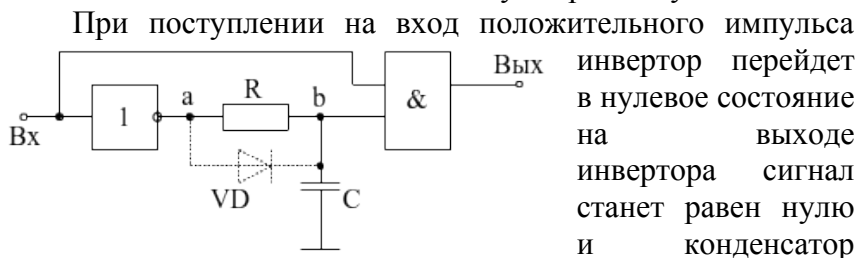 При поступлении на вход положительного импульса
инвертор перейдет
в нулевое состояние
на выходе
инвертора сигнал
станет равен нулю
и конденсатор
Вх
1
a
R
b
&
Вых
VD
C